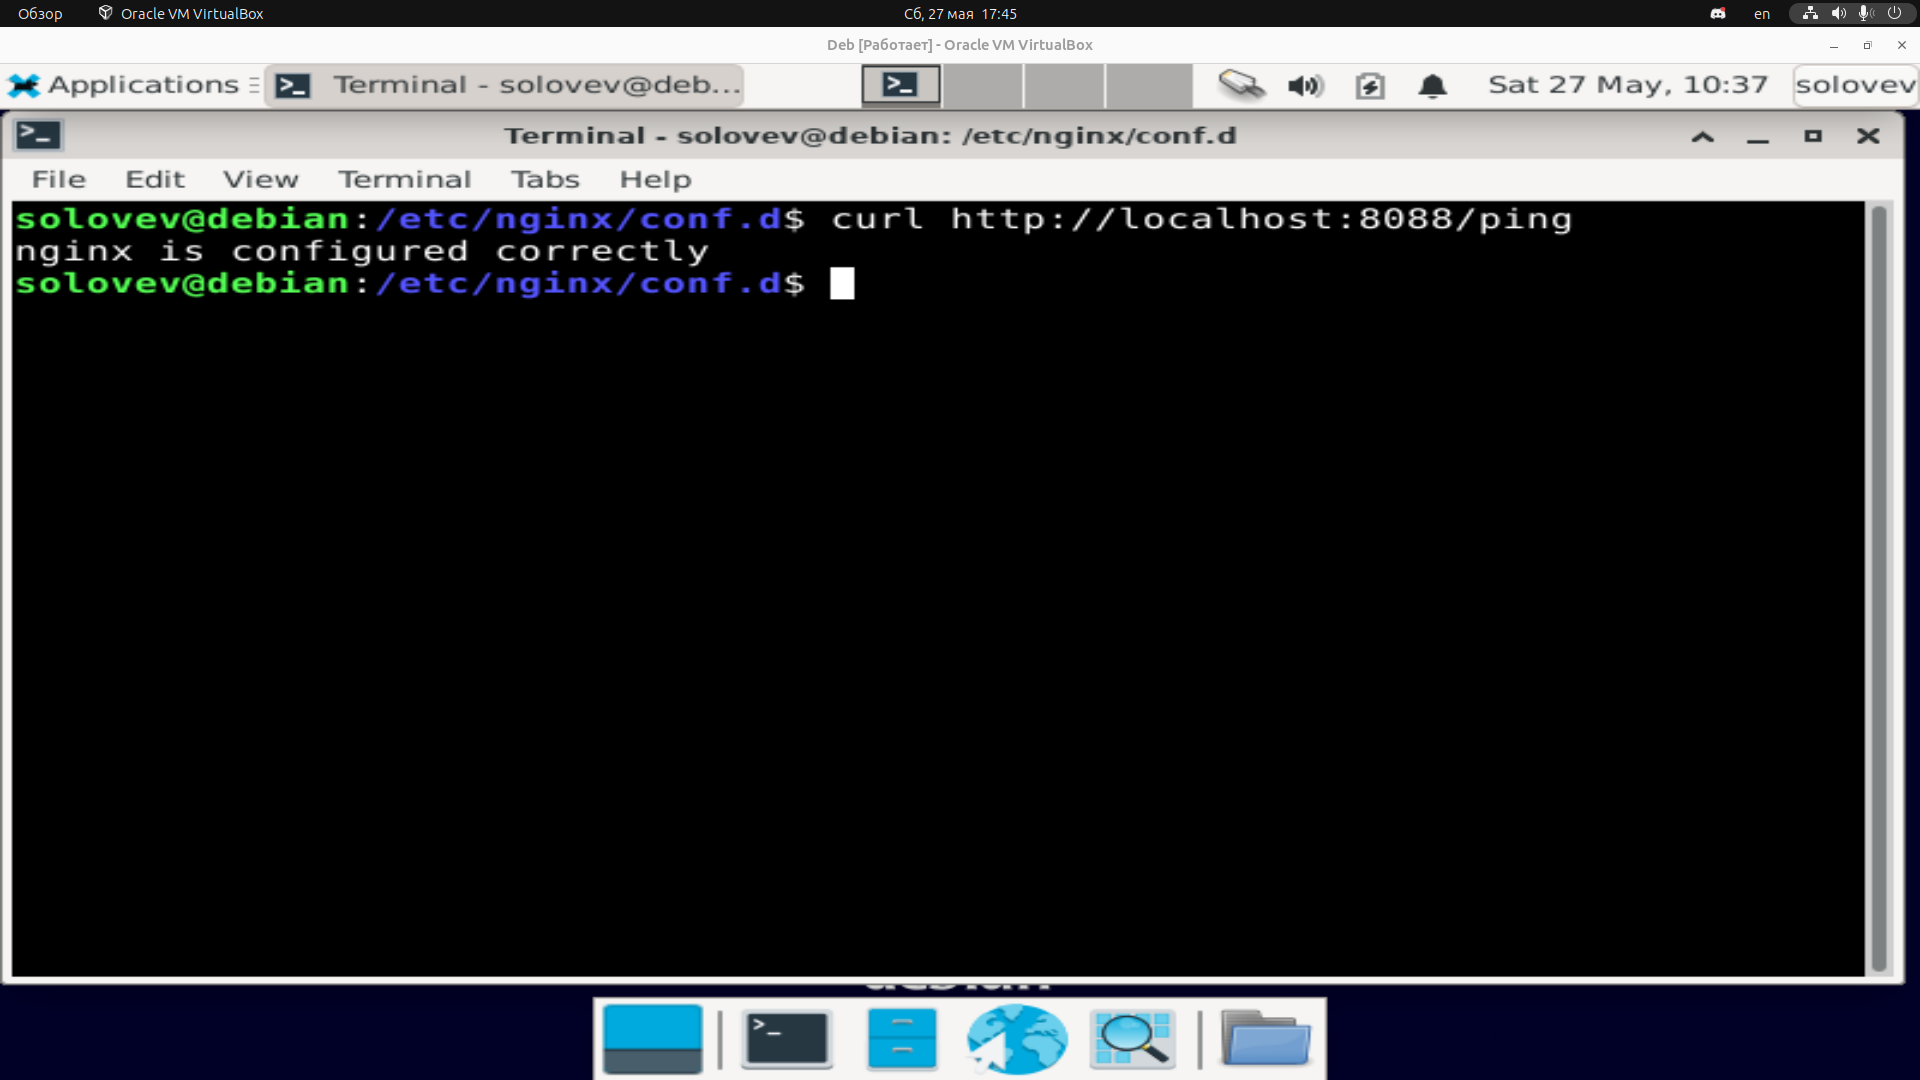 Обзор Oracle VM VirtualBox Сб, 27 мая 17:45 en
Deb [Работает] - Oracle VM VirtualBox
Applications Terminal - solovev@deb... Sat 27 May, 10:37 solovev
Terminal - solovev@debian: /etc/nginx/conf.d
File Edit View Terminal Tabs Help
solovev@debian:/etc/nginx/conf.d$ curl http://localhost:8088/ping
nginx is configured correctly
solovev@debian:/etc/nginx/conf.d$